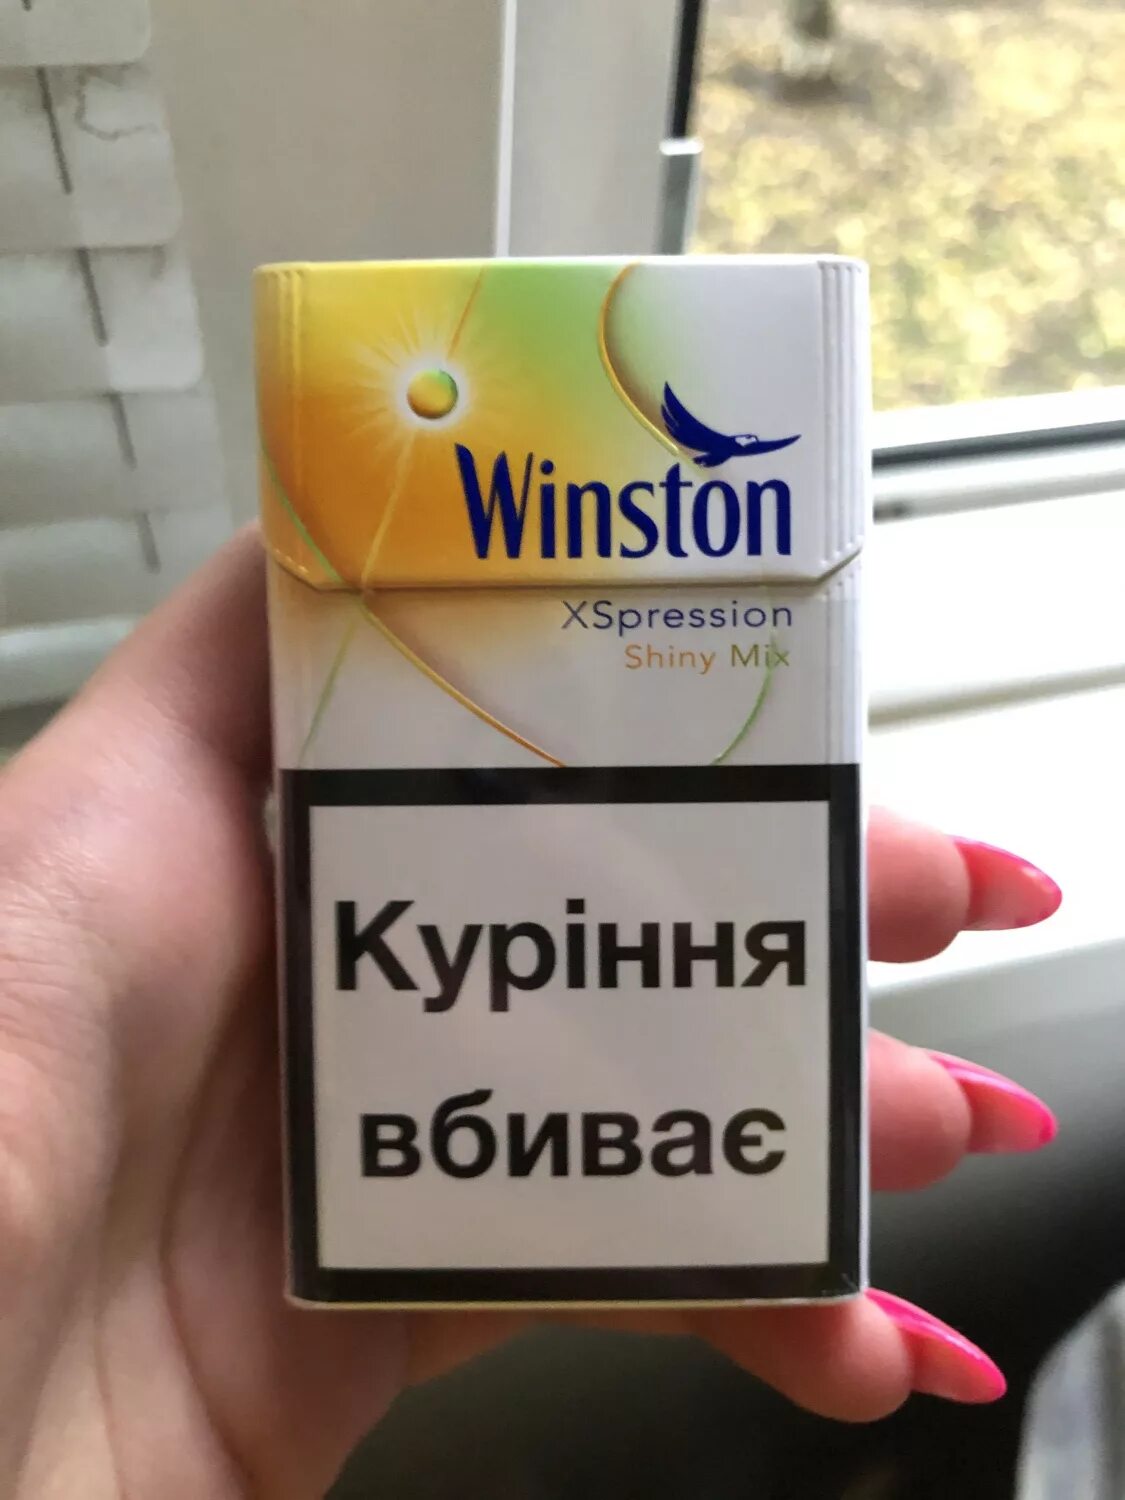 Winston
XSpression
Shiny Mix
Куріння
вбиває